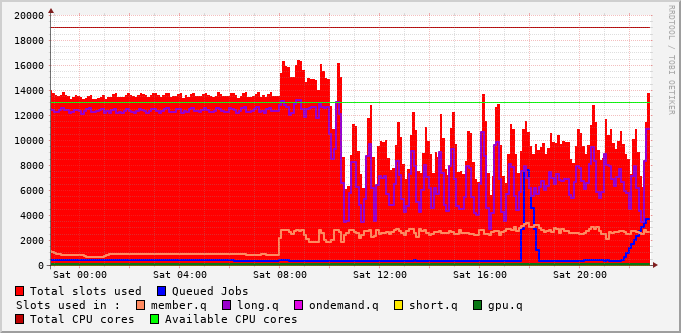 20000
18000
16000
14000
12000
10000
8000
6000
4000
2000
0
Sat 00:00 Sat 04:00 Sat 08:00 Sat 12:00 Sat 16:00 Sat 20:00
RRDTOOL / TOBI OETIKER
Total slots used Queued Jobs
Slots used in : member.q long.q ondemand.q short.q gpu.q
Total CPU cores Available CPU cores